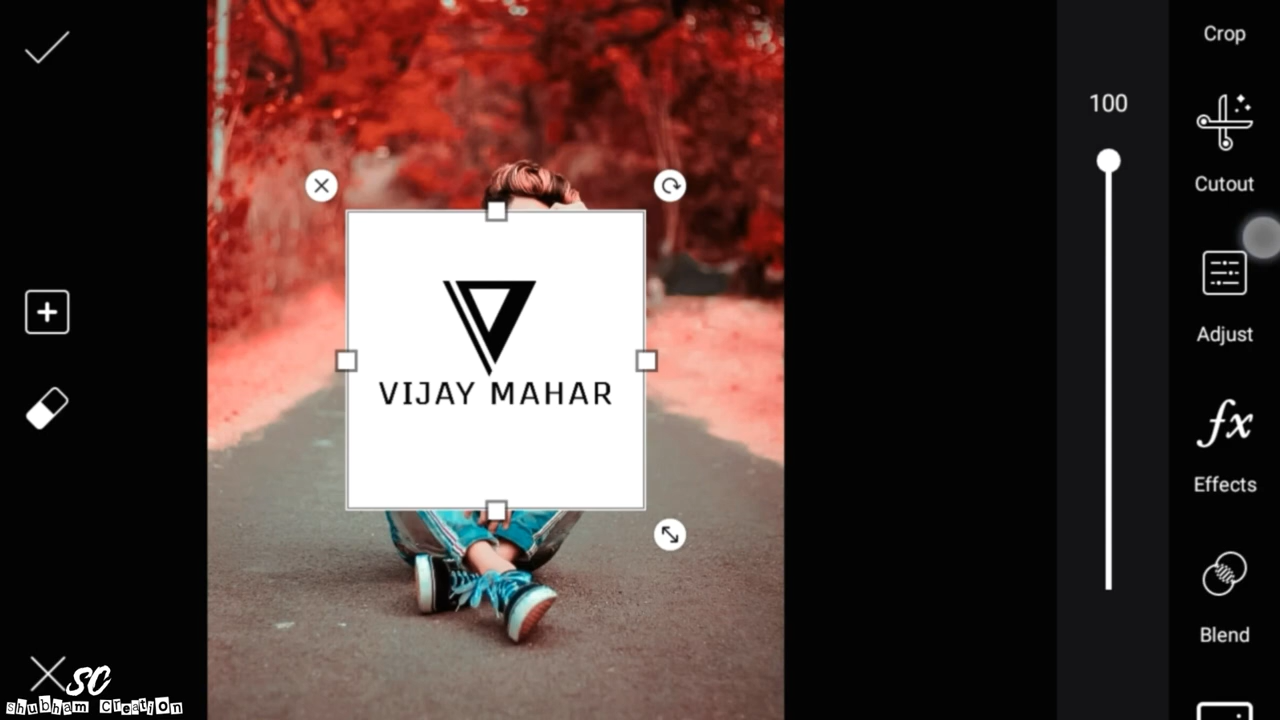 Crop
100
Cutout
Adjust
VIJAY MAHAR
fx
Effects
Blend
SC
Shubham Creation